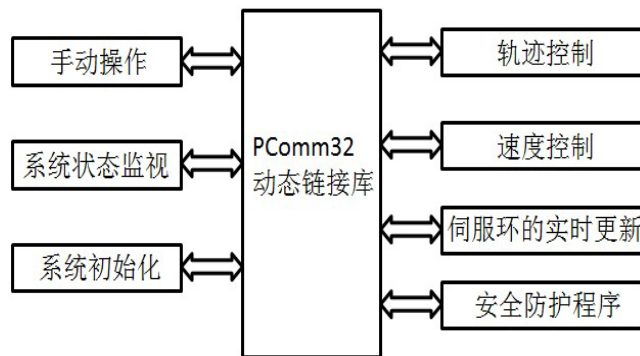 手动操作
系统状态监视
系统初始化
PComm32
动态链接库
轨迹控制
速度控制
伺服环的实时更新
安全防护程序